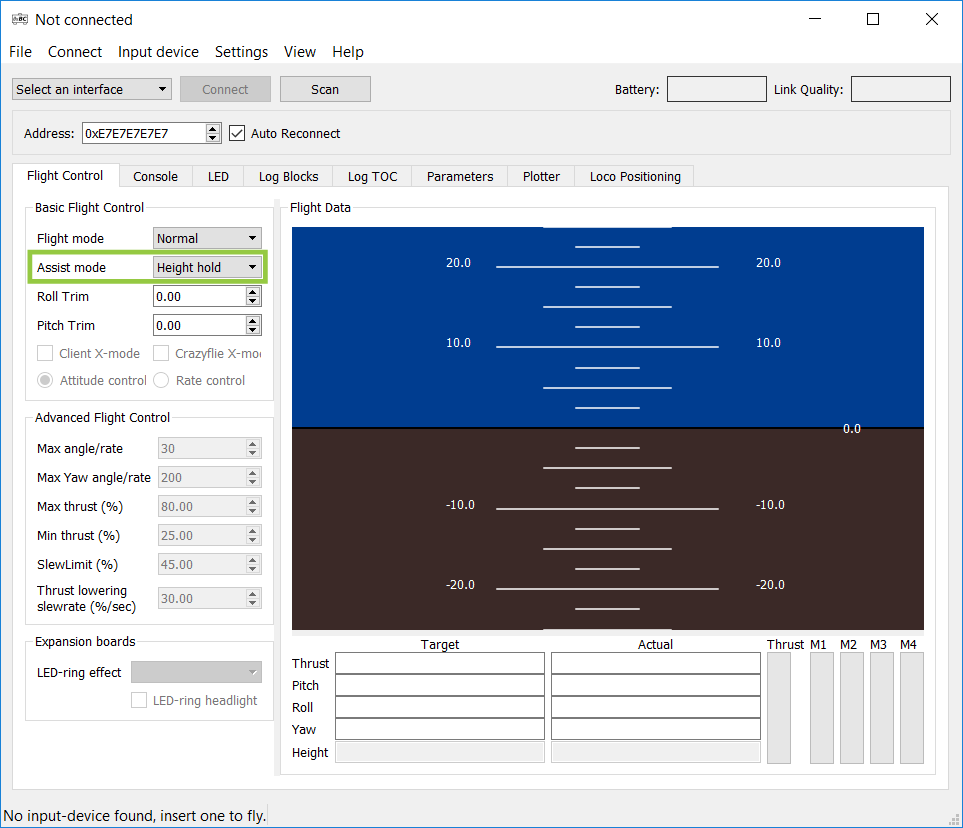 Not connected
File Connect Input device Settings View Help
Select an interface Connect Scan Battery: Link Quality:
Address: 0xE7E7E7E7E7 Auto Reconnect
Flight Control Console LED Log Blocks Log TOC Parameters Plotter Loco Positioning
Basic Flight Control
Flight mode Normal
Assist mode Height hold
Roll Trim 0.00
Pitch Trim 0.00
Client X-mode Crazyflie X-mo
Attitude control Rate control
Advanced Flight Control
Max angle/rate 30
Max Yaw angle/rate 200
Max thrust (%) 80.00
Min thrust (%) 25.00
SlewLimit (%) 45.00
Thrust lowering
slewrate (%/sec) 30.00
Expansion boards
LED-ring effect
LED-ring headlight
Flight Data
20.0 20.0
10.0 10.0
0.0
-10.0 -10.0
-20.0 -20.0
Target Actual Thrust M1 M2 M3 M4
Thrust
Pitch
Roll
Yaw
Height
No input-device found, insert one to fly.